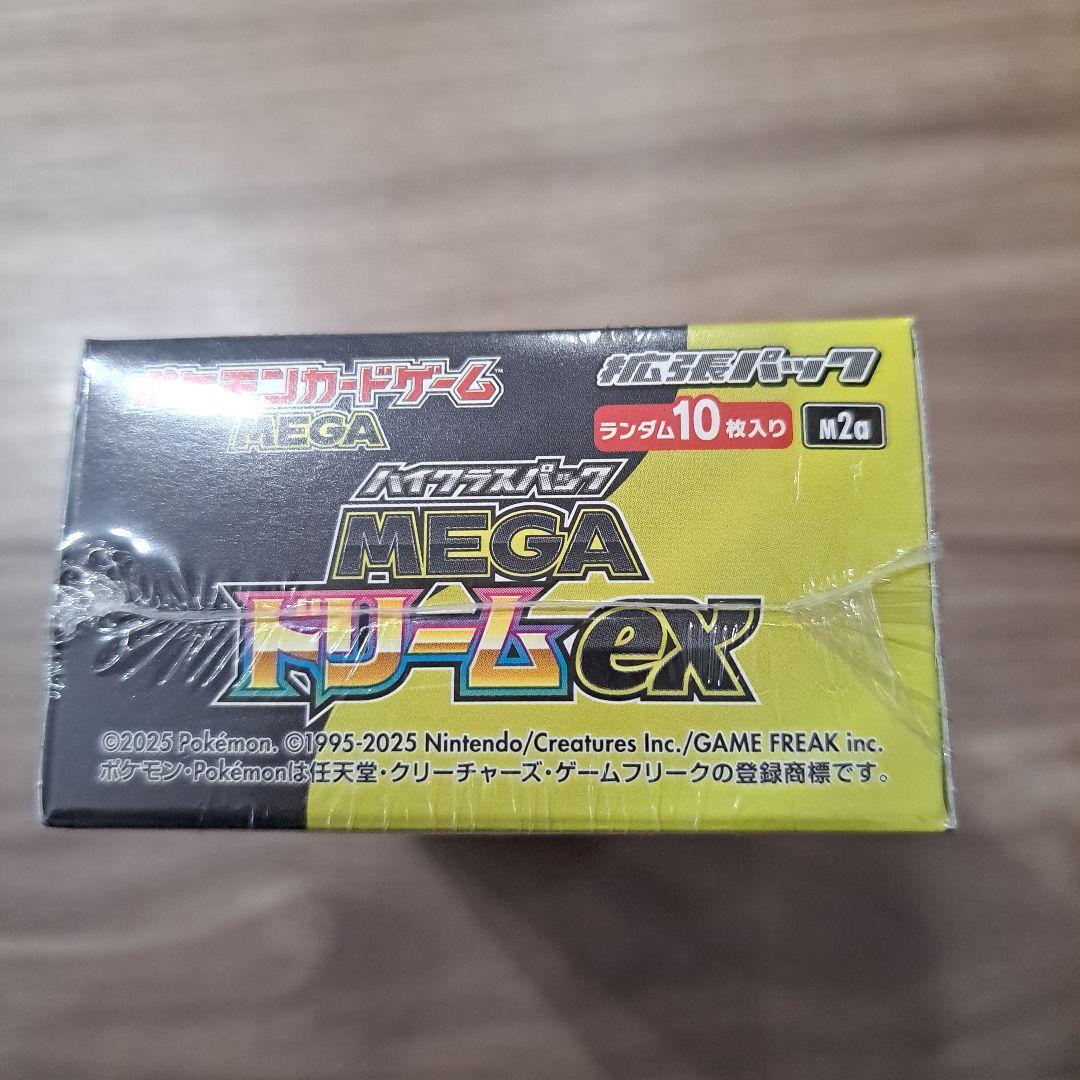 ポケモンカードゲーム™
MEGA
拡張パック
ランダム10枚入り
M2a
ハイクラスパック
MEGA
ドリームex
©2025 Pokémon. ©1995-2025 Nintendo/Creatures Inc./GAME FREAK inc.
ポケモン・Pokémonは任天堂・クリーチャーズ・ゲームフリークの登録商標です。